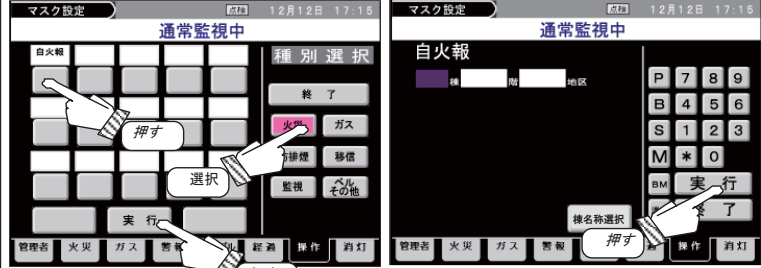 マスク設定
点検
12月12日 17:15
通常監視中
自火報
種別選択
終 了
押す
火災
ガス
選択
排煙
移信
監視
ベル
その他
実 行
管理者
火災
ガス
警報
経過
操作
消灯
マスク設定
点検
12月12日 17:15
通常監視中
自火報
棟
階
地区
P 7 8 9
B 4 5 6
S 1 2 3
M * 0
BM
実 行
棟名称選択
終 了
押す
管理者
火災
ガス
警報
操作
消灯